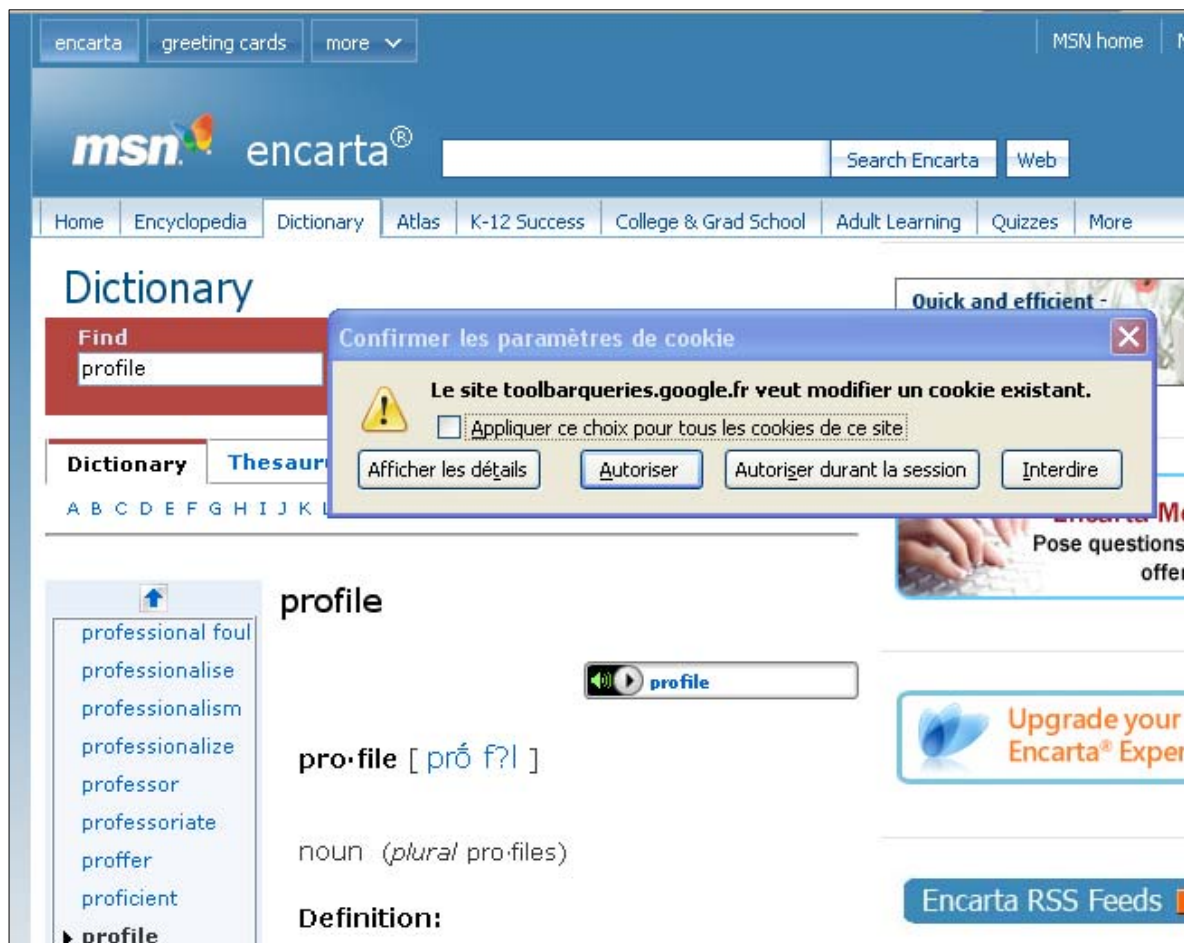 encarta greeting cards more MSN home
msn encarta®
Search Encarta Web
Home Encyclopedia Dictionary Atlas K-12 Success College & Grad School Adult Learning Quizzes More
Dictionary
Quick and efficient -
Find
profile
Confirmer les paramètres de cookie
Le site toolbarqueries.google.fr veut modifier un cookie existant.
Appliquer ce choix pour tous les cookies de ce site
Afficher les détails Autoriser Autoriser durant la session Interdire
Dictionary Thesaur
A B C D E F G H I J K L
Encarta M
Pose questions
offer
profile
professional foul
professionalise
professionalism
professionalize
professor
professoriate
proffer
proficient
profile
profile
pro·file [ prṓ f?l ]
noun (plural pro·files)
Definition:
Upgrade your
Encarta® Exper
Encarta RSS Feeds